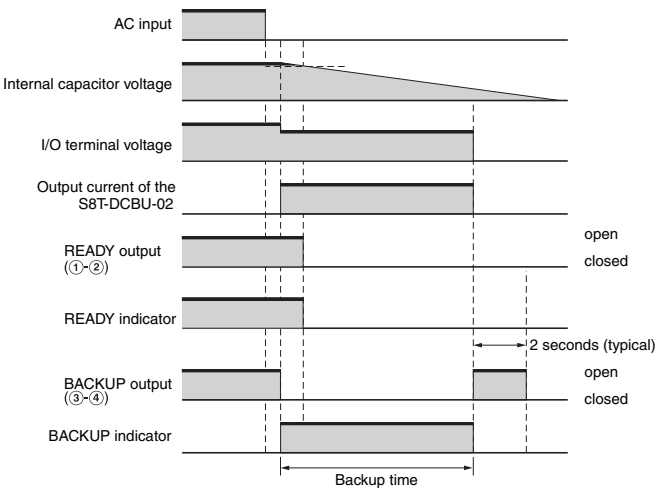 AC input
Internal capacitor voltage
I/O terminal voltage
Output current of the
S8T-DCBU-02
READY output
(①-②)
open
closed
READY indicator
2 seconds (typical)
BACKUP output
(③-④)
open
closed
BACKUP indicator
Backup time